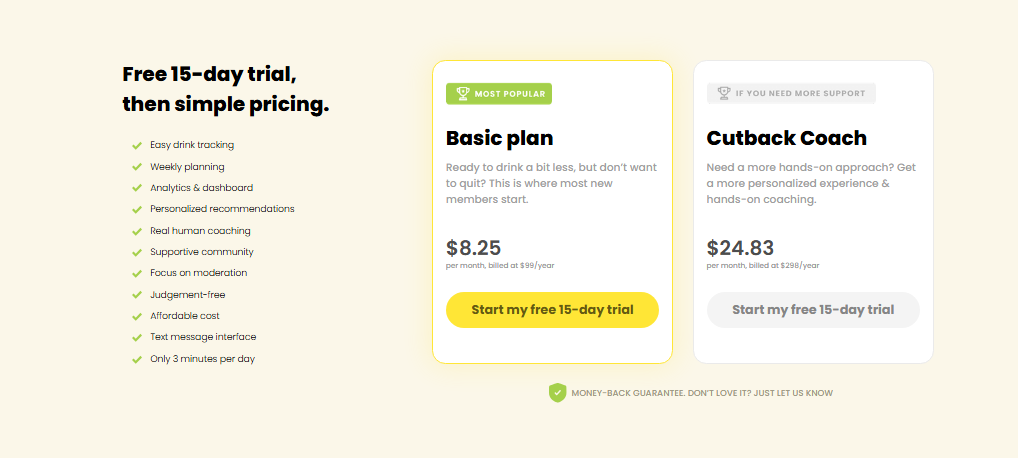 Free 15-day trial,
then simple pricing.
Easy drink tracking
Weekly planning
Analytics & dashboard
Personalized recommendations
Real human coaching
Supportive community
Focus on moderation
Judgement-free
Affordable cost
Text message interface
Only 3 minutes per day
MOST POPULAR
Basic plan
Ready to drink a bit less, but don't want
to quit? This is where most new
members start.
$8.25
per month, billed at $99/year
Start my free 15-day trial
IF YOU NEED MORE SUPPORT
Cutback Coach
Need a more hands-on approach? Get
a more personalized experience &
hands-on coaching.
$24.83
per month, billed at $298/year
Start my free 15-day trial
MONEY-BACK GUARANTEE. DON'T LOVE IT? JUST LET US KNOW